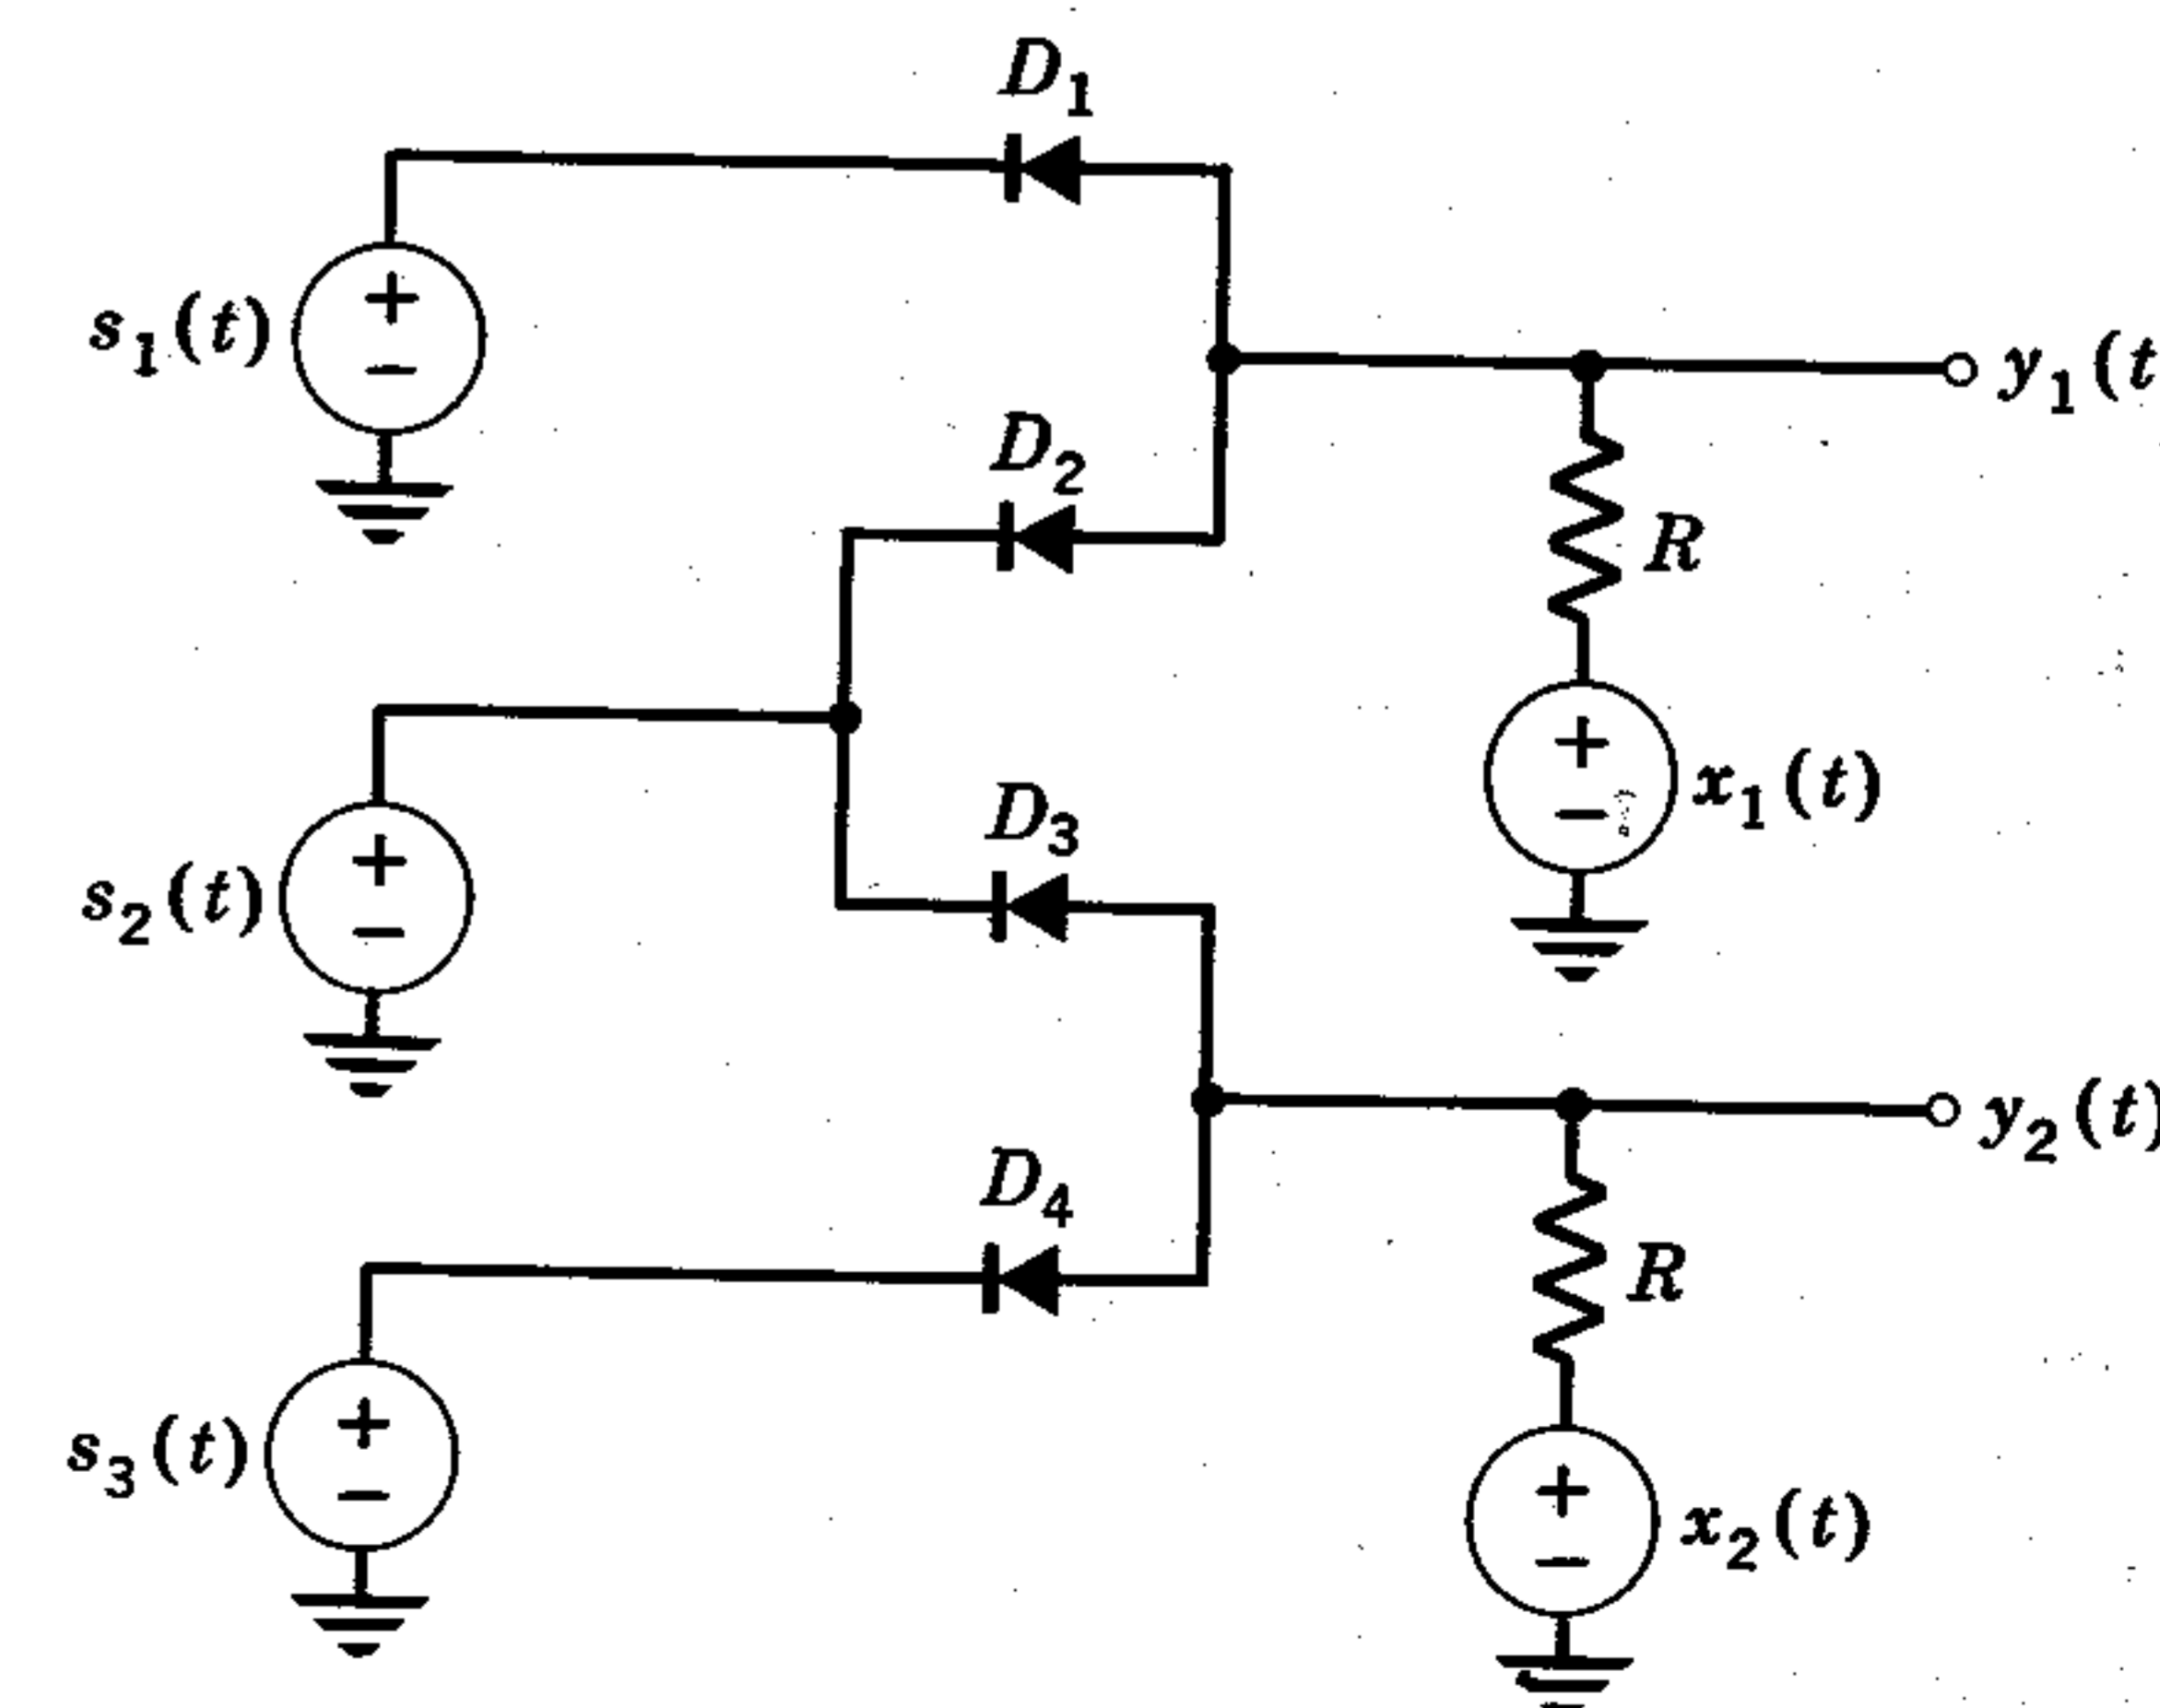 D1
s1(t)
y1(t
D2
R
x1(t)
D3
s2(t)
y2(t)
D4
R
s3(t)
x2(t)